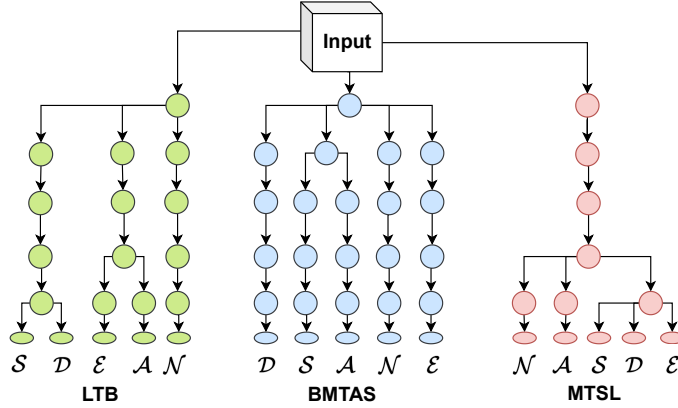 Input
𝒮 𝒟 ℰ 𝒜 𝒩 𝒟 𝒮 𝒜 𝒩 ℰ 𝒩 𝒜 𝒮 𝒟 ℰ
LTB BMTAS MTSL